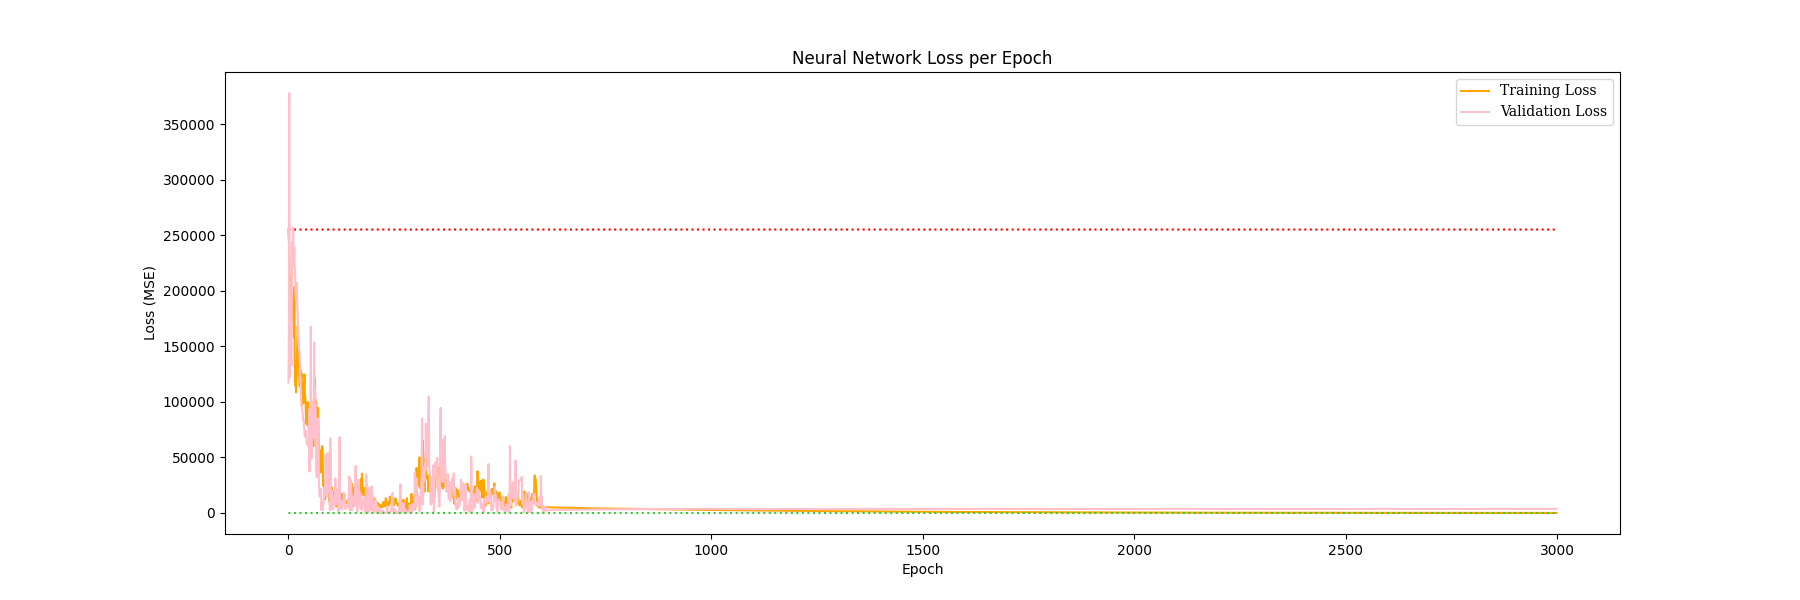 Neural Network Loss per Epoch
Training Loss
Validation Loss
350000
300000
250000
200000
150000
100000
50000
0
Loss (MSE)
0 500 1000 1500 2000 2500 3000
Epoch